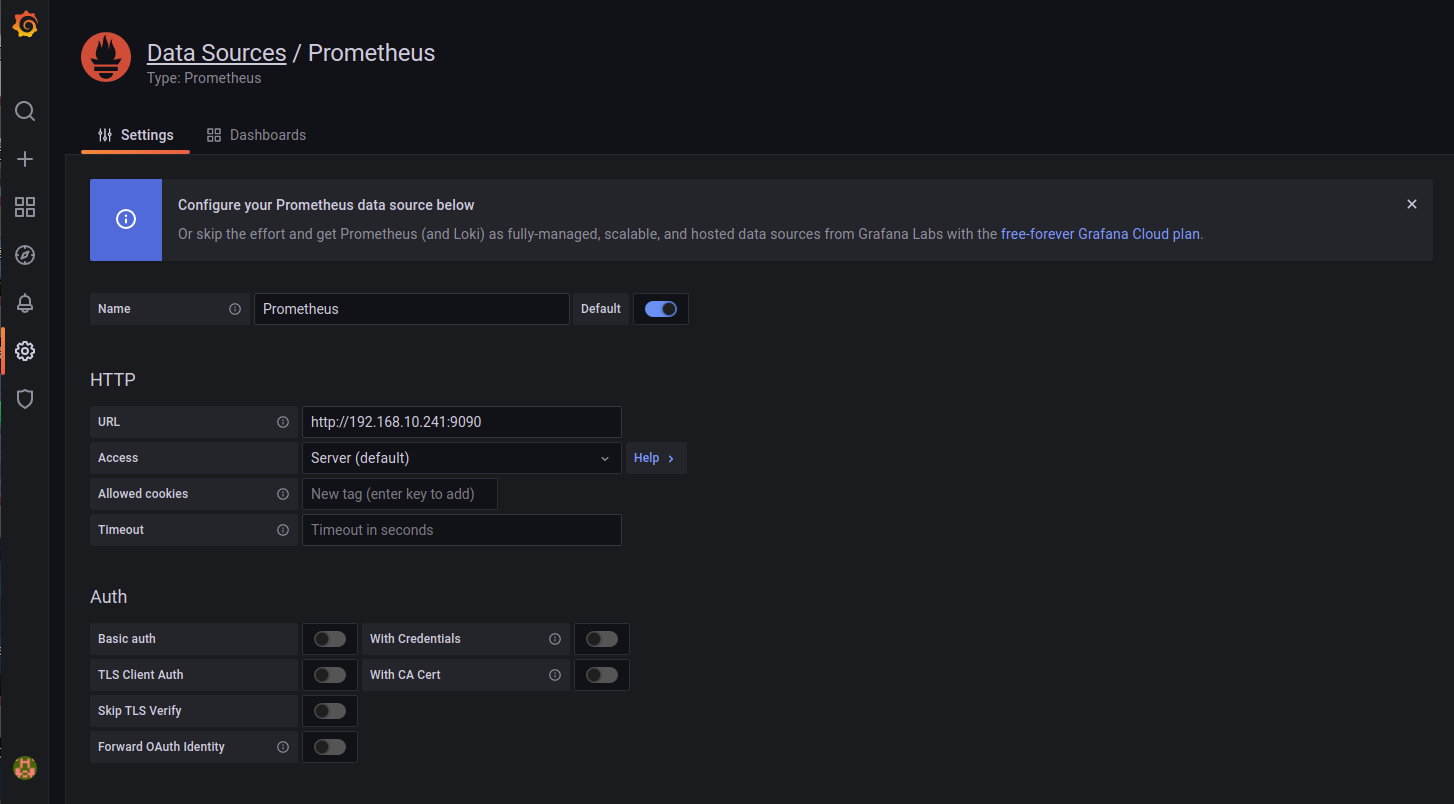 Data Sources / Prometheus
Type: Prometheus
Settings Dashboards
Configure your Prometheus data source below
Or skip the effort and get Prometheus (and Loki) as fully-managed, scalable, and hosted data sources from Grafana Labs with the free-forever Grafana Cloud plan.
Name Prometheus Default
HTTP
URL http://192.168.10.241:9090
Access Server (default) Help
Allowed cookies New tag (enter key to add)
Timeout Timeout in seconds
Auth
Basic auth With Credentials
TLS Client Auth With CA Cert
Skip TLS Verify
Forward OAuth Identity